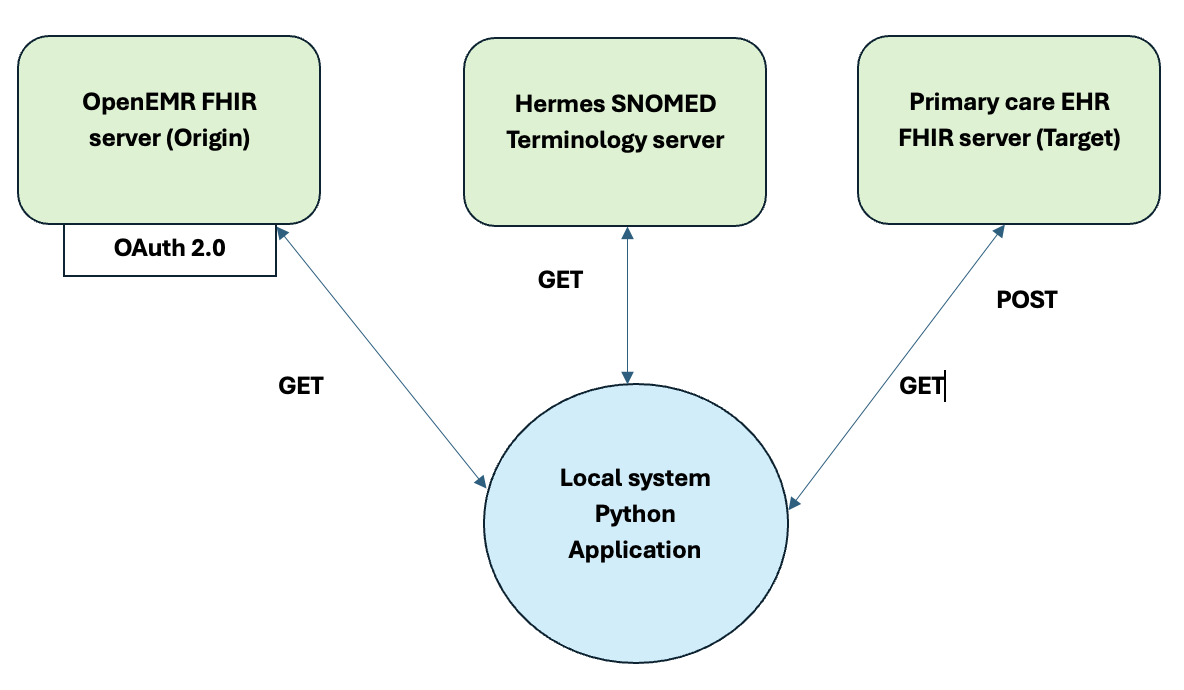 OpenEMR FHIR
server (Origin)
Hermes SNOMED
Terminology server
Primary care EHR
FHIR server (Target)
OAuth 2.0
GET
POST
GET
GET
Local system
Python
Application